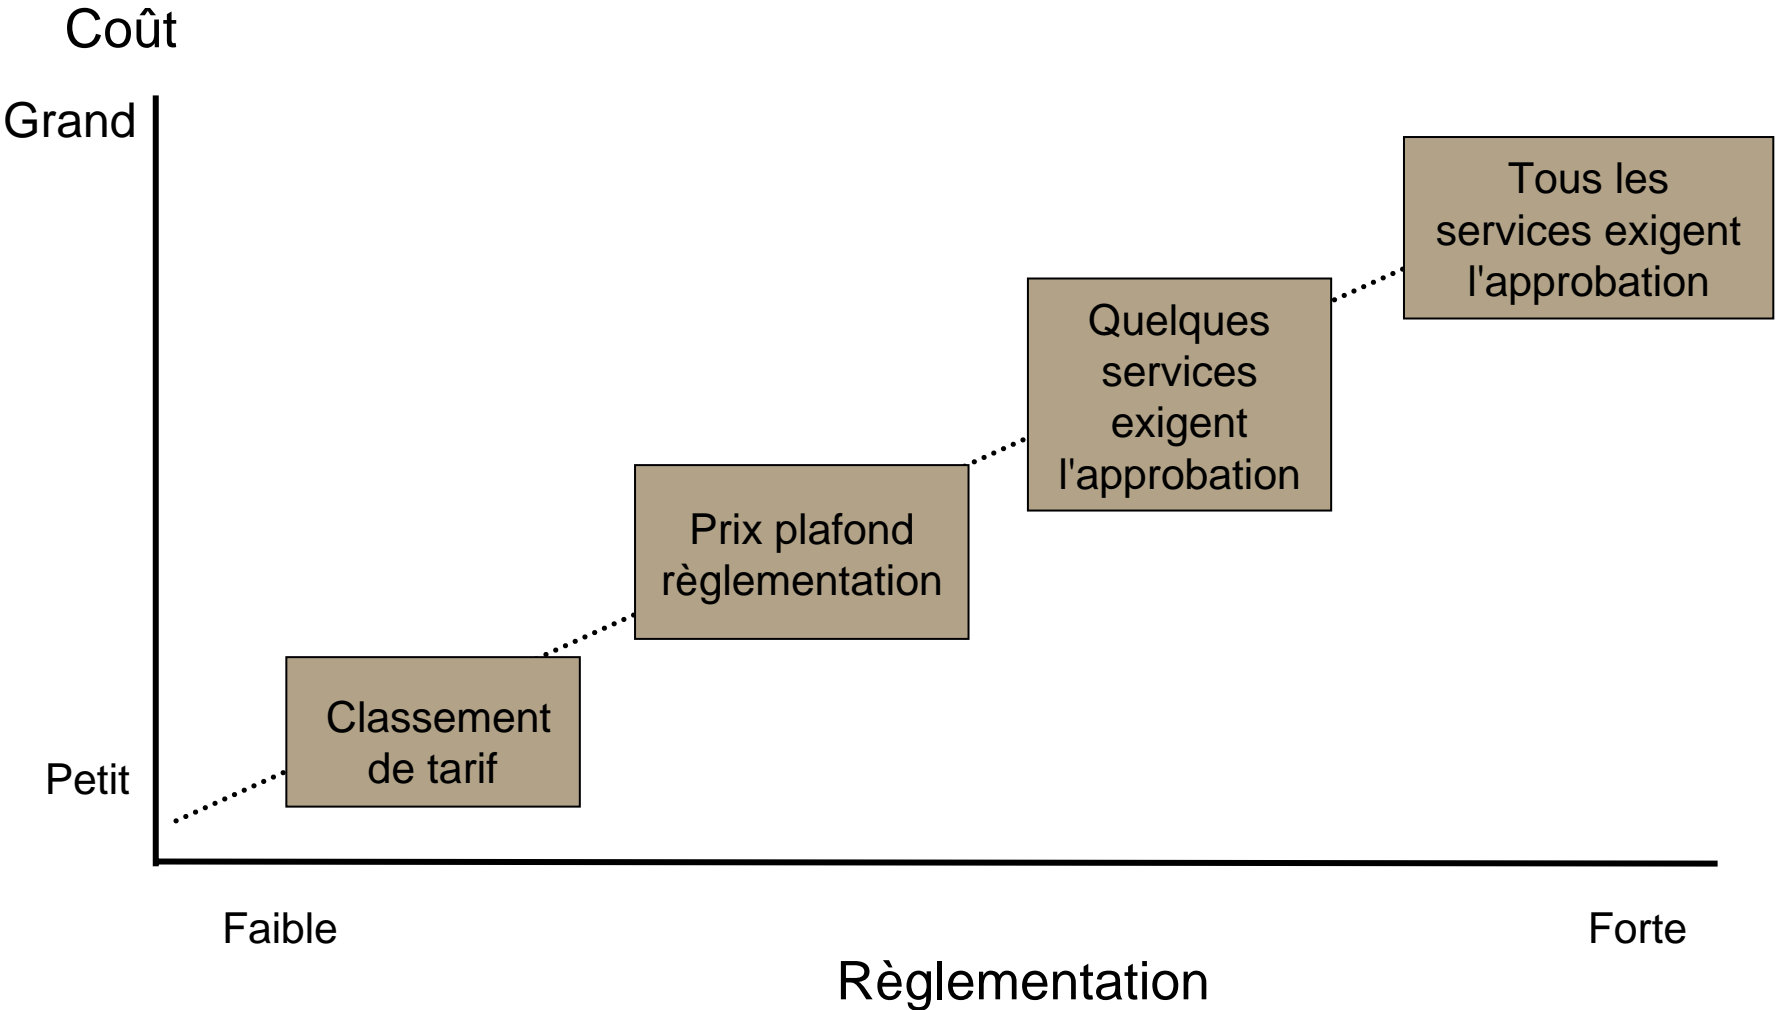 Coût
Grand
Tous les
services exigent
l'approbation
Quelques
services
exigent
l'approbation
Prix plafond
règlementation
Classement
de tarif
Petit
Faible
Forte
Règlementation